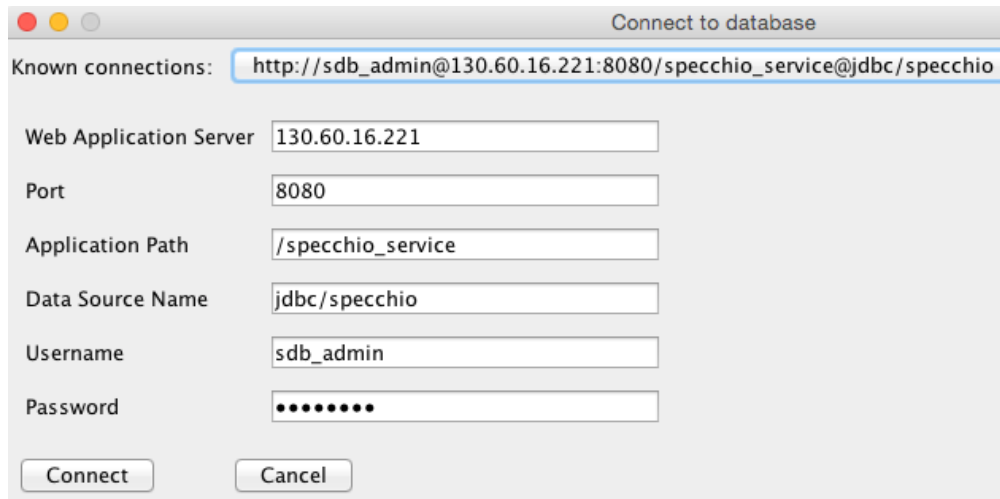 Connect to database
Known connections: http://sdb_admin@130.60.16.221:8080/specchio_service@jdbc/specchio
Web Application Server 130.60.16.221
Port 8080
Application Path /specchio_service
Data Source Name jdbc/specchio
Username sdb_admin
Password ••••••••
Connect Cancel